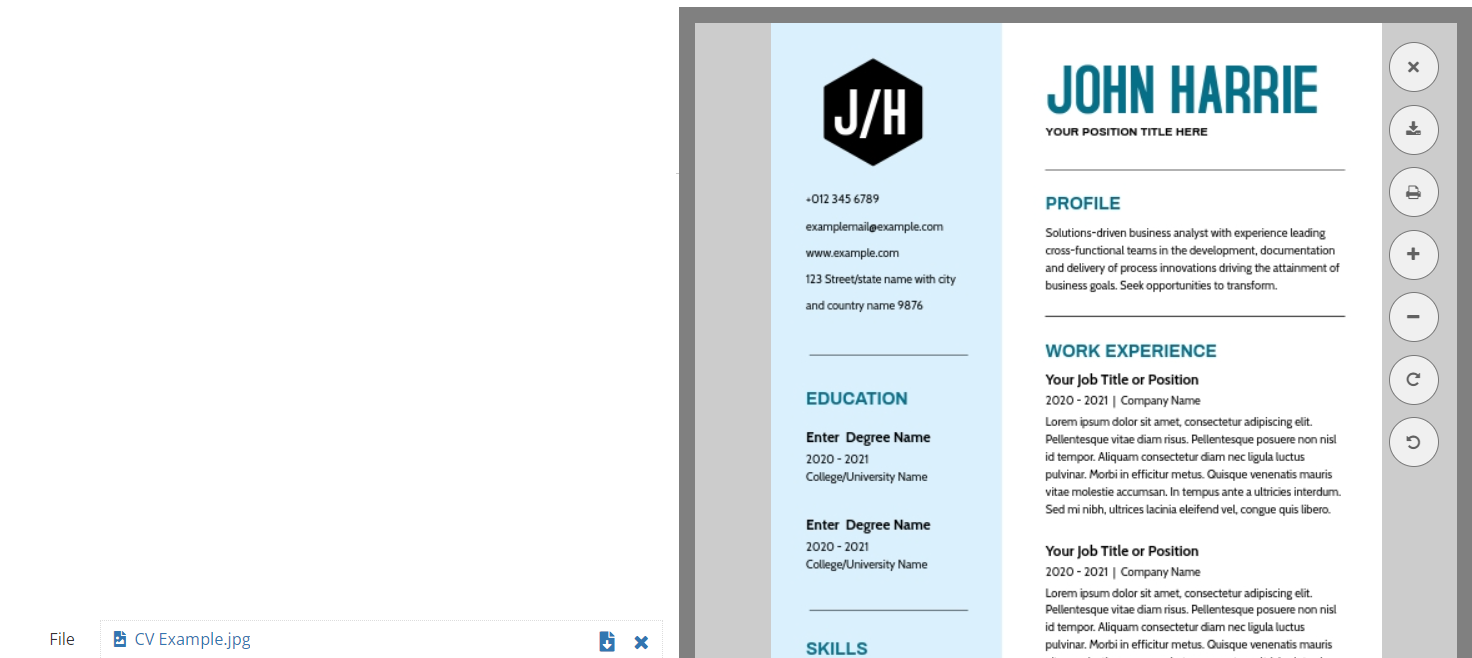 File
CV Example.jpg
J/H
+012 345 6789
examplemail@example.com
www.example.com
123 Street/state name with city
and country name 9876
EDUCATION
Enter Degree Name
2020 - 2021
College/University Name
Enter Degree Name
2020 - 2021
College/University Name
SKILLS
JOHN HARRIE
YOUR POSITION TITLE HERE
PROFILE
Solutions-driven business analyst with experience leading
cross-functional teams in the development, documentation
and delivery of process innovations driving the attainment of
business goals. Seek opportunities to transform.
WORK EXPERIENCE
Your Job Title or Position
2020 - 2021 | Company Name
Lorem ipsum dolor sit amet, consectetur adipiscing elit.
Pellentesque vitae diam risus. Pellentesque posuere non nisl
id tempor. Aliquam consectetur diam nec ligula luctus
pulvinar. Morbi in efficitur metus. Quisque venenatis mauris
vitae molestie accumsan. In tempus ante a ultricies interdum.
Sed mi nibh, ultrices lacinia eleifend vel, congue quis libero.
Your Job Title or Position
2020 - 2021 | Company Name
Lorem ipsum dolor sit amet, consectetur adipiscing elit.
Pellentesque vitae diam risus. Pellentesque posuere non nisl
id tempor. Aliquam consectetur diam nec ligula luctus
pulvinar. Morbi in efficitur metus. Quisque venenatis mauris